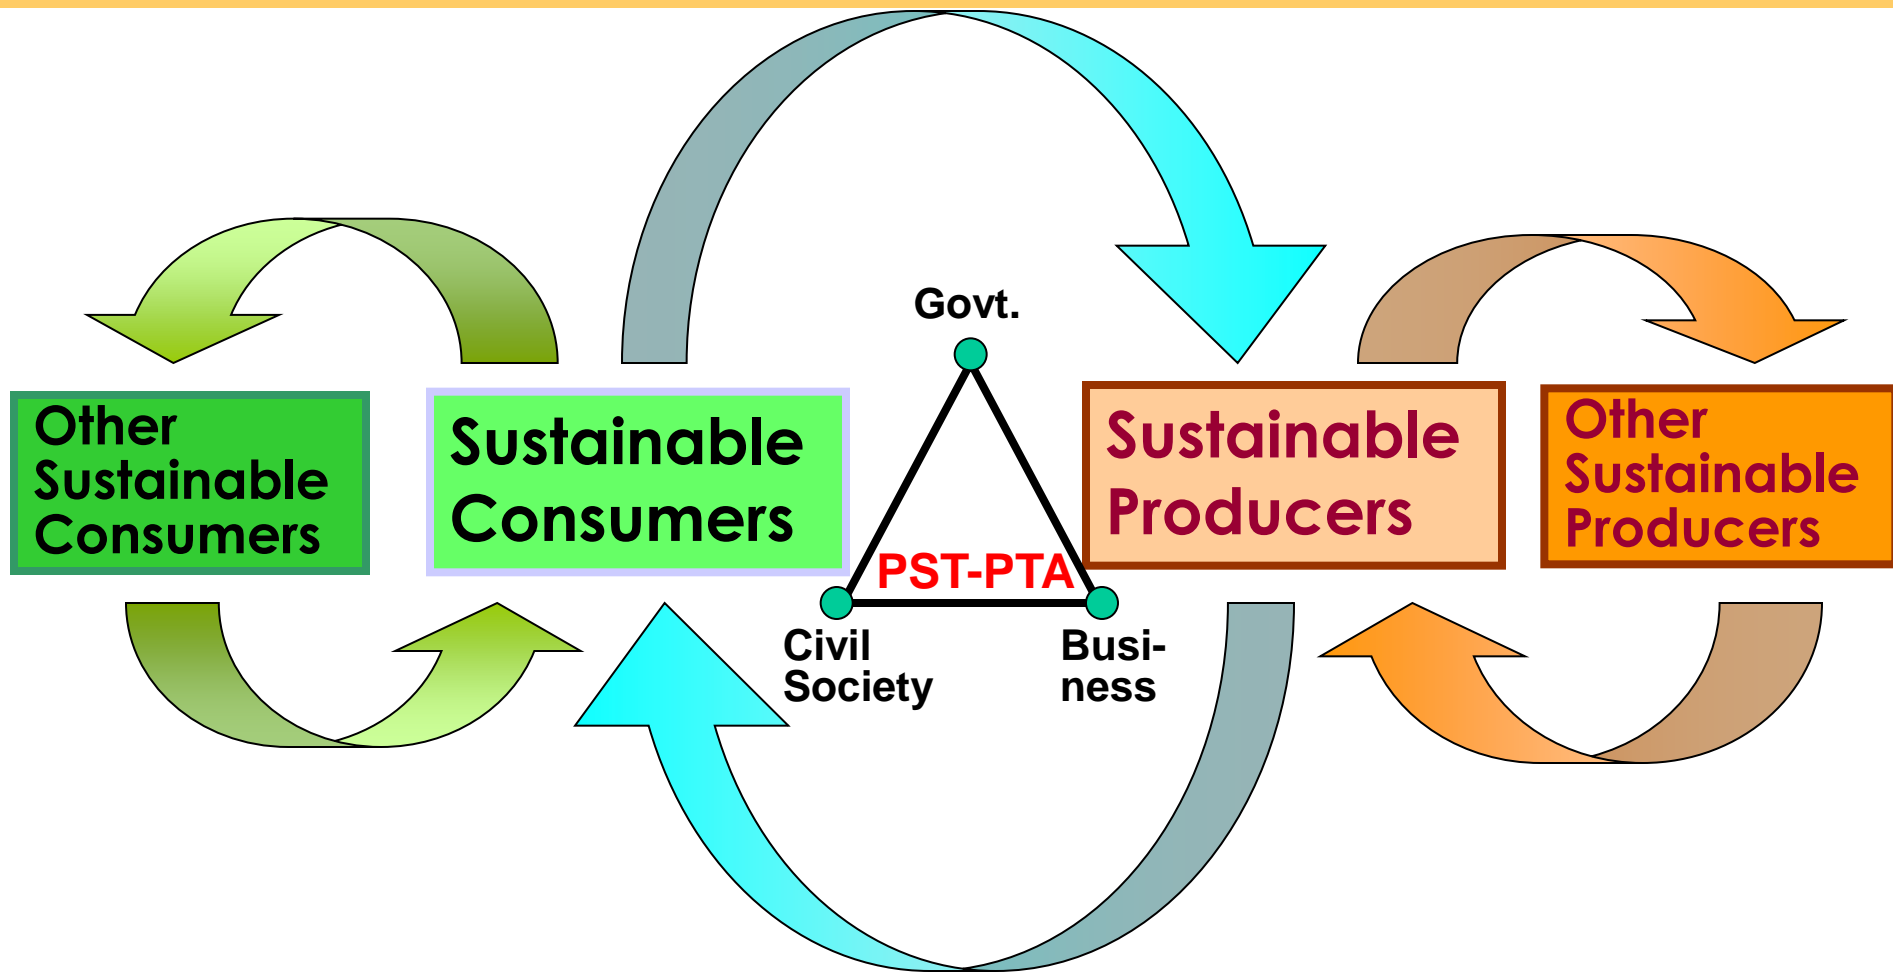 Govt.
Other
Sustainable
Consumers
Sustainable
Consumers
PST-PTA
Civil
Society
Busi-
ness
Sustainable
Producers
Other
Sustainable
Producers